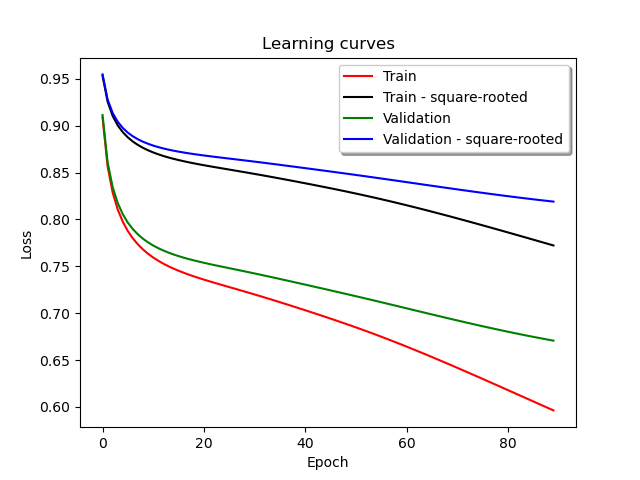 Learning curves
Train
Train - square-rooted
Validation
Validation - square-rooted
0.95
0.90
0.85
0.80
0.75
0.70
0.65
0.60
Loss
0 20 40 60 80
Epoch